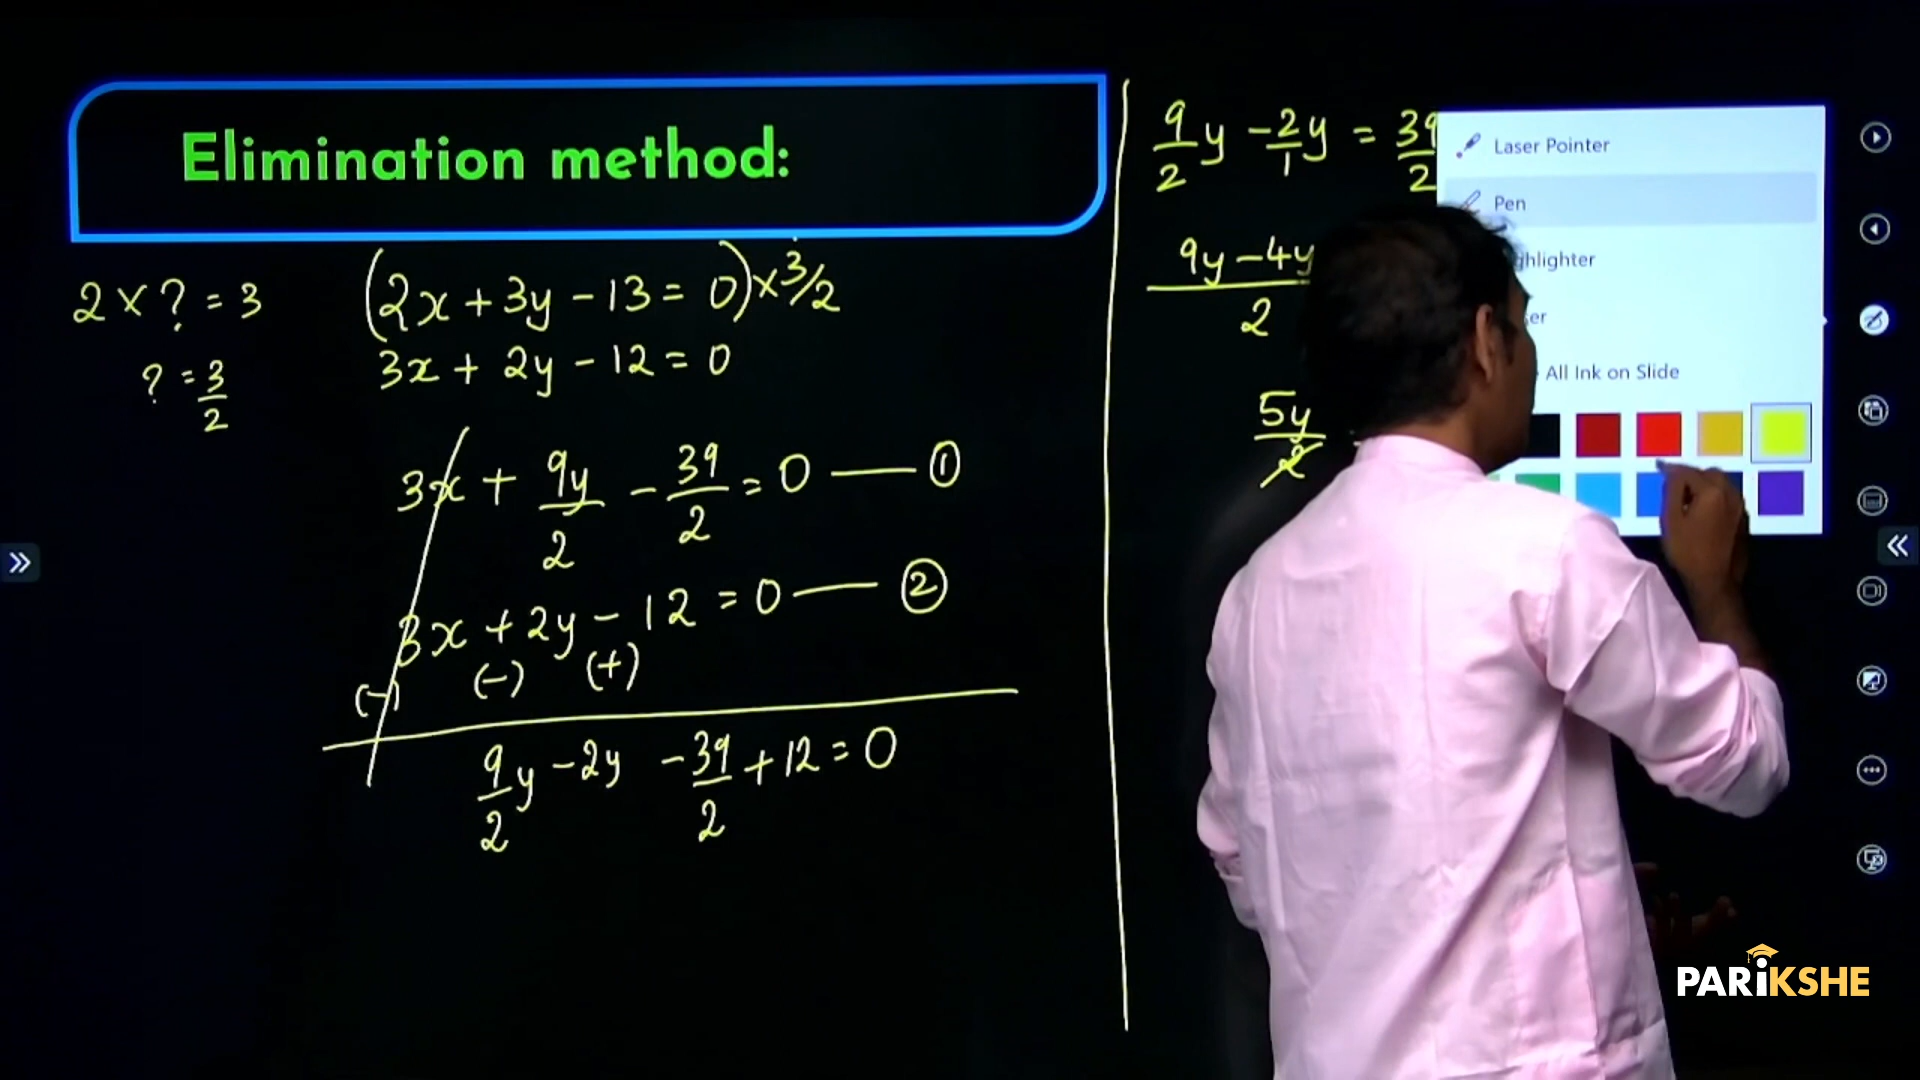 Elimination method:
2 × ? = 3
? = 3/2
(2x + 3y - 13 = 0) × 3/2
3x + 2y - 12 = 0
3x + 9y/2 - 39/2 = 0 — ①
3x + 2y - 12 = 0 — ②
(-) (-) (+)
9/2 y - 2y - 39/2 + 12 = 0
9/2 y - 2/1 y = 39/2
9y - 4y
2
5y/2
Laser Pointer
Pen
All Ink on Slide
PARiKSHE